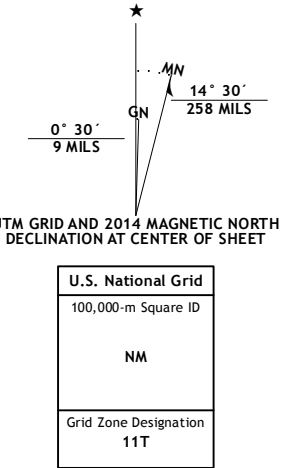 MN
14° 30´
258 MILS
GN
0° 30´
9 MILS
UTM GRID AND 2014 MAGNETIC NORTH
DECLINATION AT CENTER OF SHEET
U.S. National Grid
100,000-m Square ID
NM
Grid Zone Designation
11T